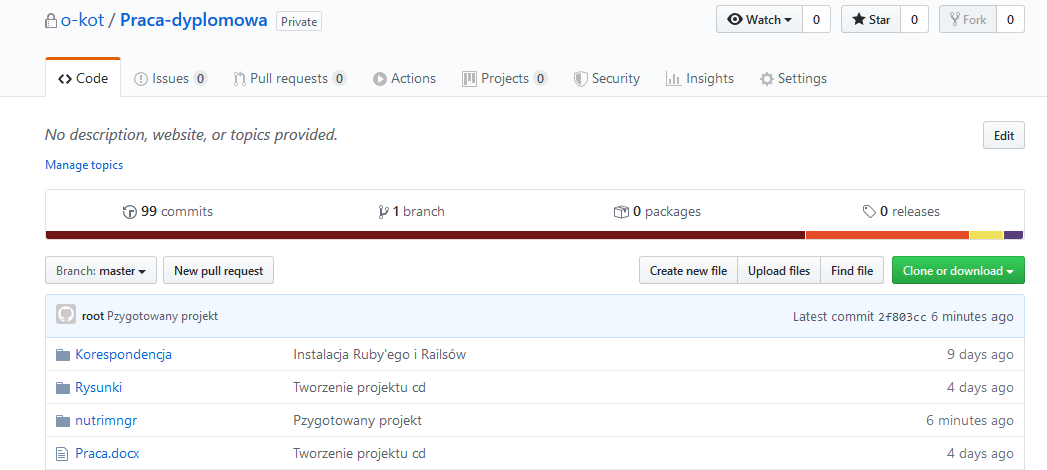 o-kot / Praca-dyplomowa Private Watch 0 Star 0 Fork 0
Code Issues 0 Pull requests 0 Actions Projects 0 Security Insights Settings
No description, website, or topics provided. Edit
Manage topics
99 commits 1 branch 0 packages 0 releases
Branch: master New pull request Create new file Upload files Find file Clone or download
root Pzygotowany projekt Latest commit 2f803cc 6 minutes ago
Korespondencja Instalacja Ruby'ego i Railsów 9 days ago
Rysunki Tworzenie projektu cd 4 days ago
nutrimngr Pzygotowany projekt 6 minutes ago
Praca.docx Tworzenie projektu cd 4 days ago